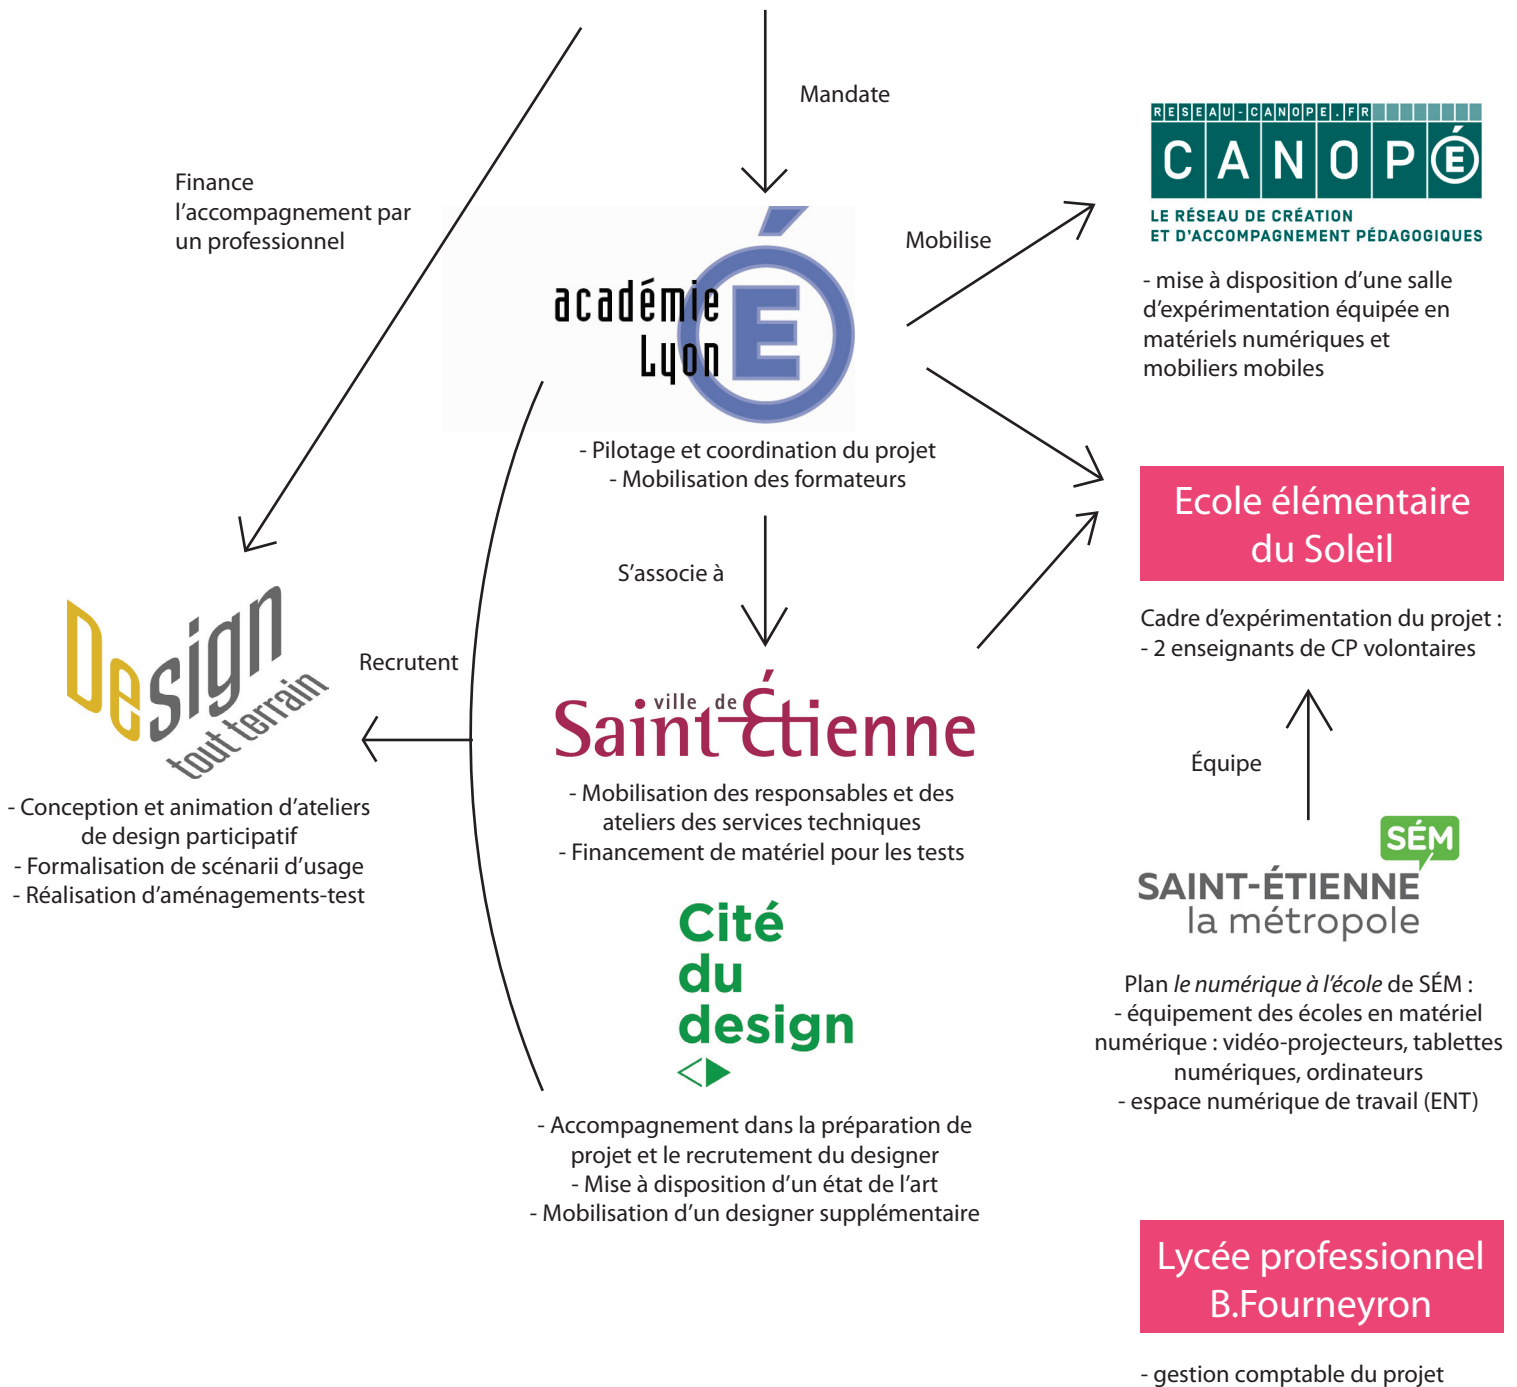 Mandate
Finance
l'accompagnement par
un professionnel
RESEAU-CANOPE.FR
CANOPÉ
LE RÉSEAU DE CRÉATION
ET D'ACCOMPAGNEMENT PÉDAGOGIQUES
Mobilise
- mise à disposition d'une salle
d'expérimentation équipée en
matériels numériques et
mobiliers mobiles
académie
Lyon
É
- Pilotage et coordination du projet
- Mobilisation des formateurs
Ecole élémentaire
du Soleil
Cadre d'expérimentation du projet :
- 2 enseignants de CP volontaires
S'associe à
Design
tout terrain
Recrutent
- Conception et animation d'ateliers
de design participatif
- Formalisation de scénarii d'usage
- Réalisation d'aménagements-test
ville de
Saint-Étienne
- Mobilisation des responsables et des
ateliers des services techniques
- Financement de matériel pour les tests
Équipe
SÉM
SAINT-ÉTIENNE
la métropole
Plan le numérique à l'école de SÉM :
- équipement des écoles en matériel
numérique : vidéo-projecteurs, tablettes
numériques, ordinateurs
- espace numérique de travail (ENT)
Cité
du
design
- Accompagnement dans la préparation de
projet et le recrutement du designer
- Mise à disposition d'un état de l'art
- Mobilisation d'un designer supplémentaire
Lycée professionnel
B.Fourneyron
- gestion comptable du projet